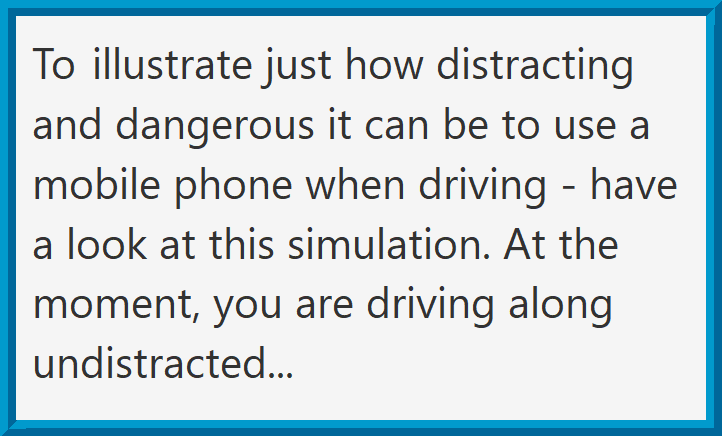 To illustrate just how distracting
and dangerous it can be to use a
mobile phone when driving - have
a look at this simulation. At the
moment, you are driving along
undistracted...